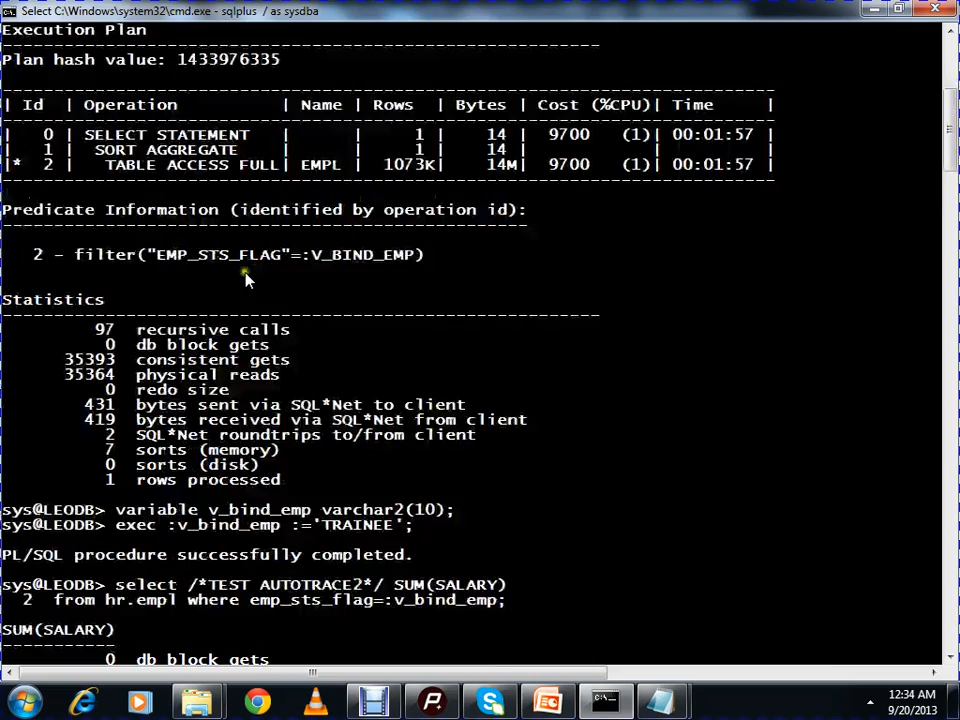 Select C:\Windows\system32\cmd.exe - sqlplus / as sysdba
Execution Plan
----------------------------------------------------------
Plan hash value: 1433976335
---------------------------------------------------------------------------
| Id | Operation | Name | Rows | Bytes | Cost (%CPU)| Time |
---------------------------------------------------------------------------
| 0 | SELECT STATEMENT | | 1 | 14 | 9700 (1)| 00:01:57 |
| 1 | SORT AGGREGATE | | 1 | 14 | | |
|* 2 | TABLE ACCESS FULL| EMPL | 1073K| 14M| 9700 (1)| 00:01:57 |
---------------------------------------------------------------------------
Predicate Information (identified by operation id):
---------------------------------------------------
2 - filter("EMP_STS_FLAG"=:V_BIND_EMP)
Statistics
----------------------------------------------------------
97 recursive calls
0 db block gets
35393 consistent gets
35364 physical reads
0 redo size
431 bytes sent via SQL*Net to client
419 bytes received via SQL*Net from client
2 SQL*Net roundtrips to/from client
7 sorts (memory)
0 sorts (disk)
1 rows processed
sys@LEODB> variable v_bind_emp varchar2(10);
sys@LEODB> exec :v_bind_emp :='TRAINEE';
PL/SQL procedure successfully completed.
sys@LEODB> select /*TEST AUTOTRACE2*/ SUM(SALARY)
2 from hr.empl where emp_sts_flag=:v_bind_emp;
SUM(SALARY)
-----------
0 db block gets
12:34 AM
9/20/2013